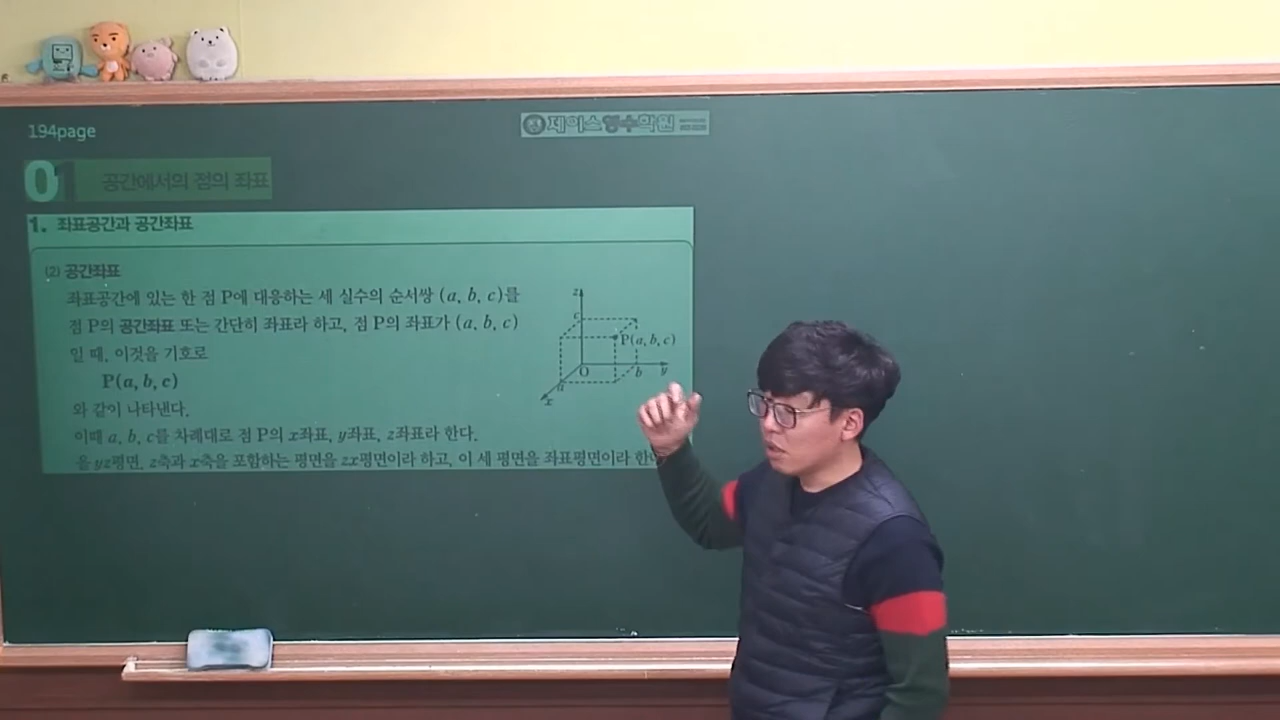 194page
제이스영수학원
01 공간에서의 점의 좌표
1. 좌표공간과 공간좌표
(2) 공간좌표
좌표공간에 있는 한 점 P에 대응하는 세 실수의 순서쌍 (a, b, c)를
점 P의 공간좌표 또는 간단히 좌표라 하고, 점 P의 좌표가 (a, b, c)
일 때, 이것을 기호로
P(a, b, c)
와 같이 나타낸다.
이때 a, b, c를 차례대로 점 P의 x좌표, y좌표, z좌표라 한다.
을 yz평면, z축과 x축을 포함하는 평면을 zx평면이라 하고, 이 세 평면을 좌표평면이라 한
z
c
P(a, b, c)
O
b
y
a
x